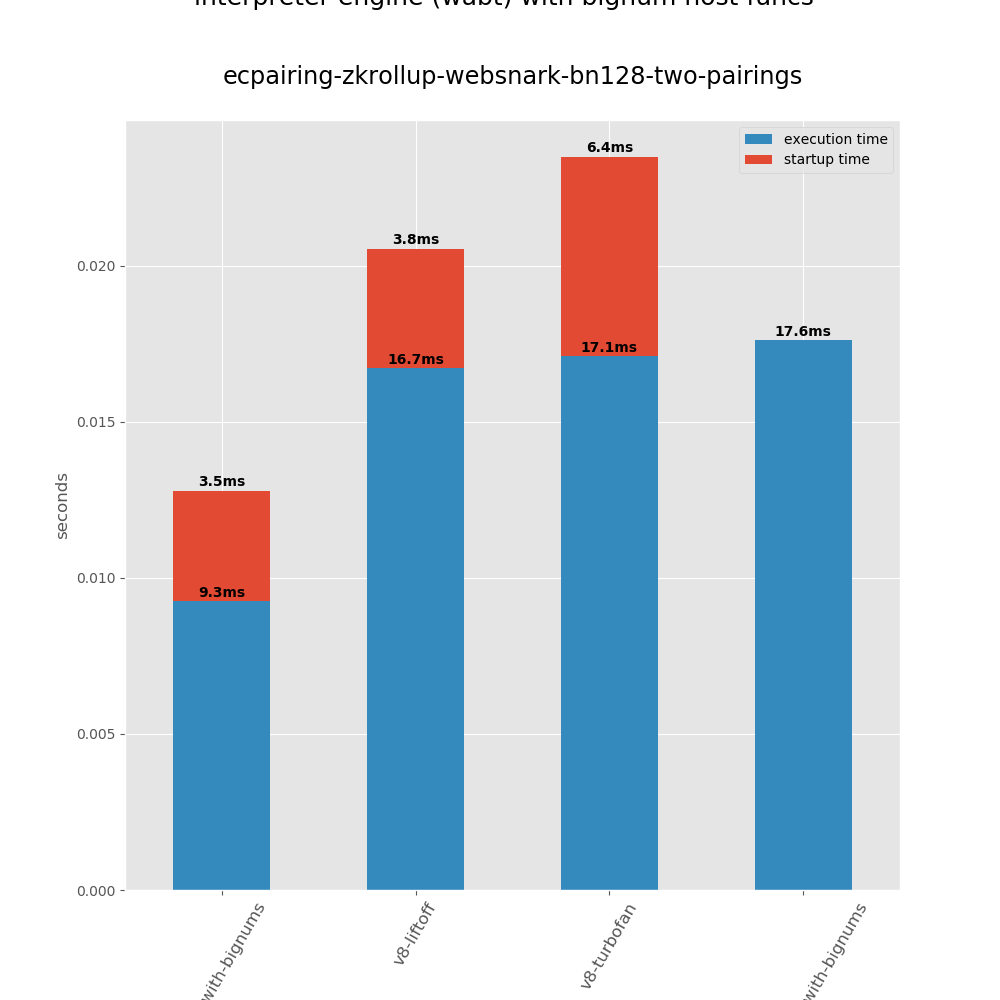 interpreter engine (wabt) with bignum host funcs
ecpairing-zkrollup-websnark-bn128-two-pairings
execution time
startup time
6.4ms
3.8ms
17.6ms
17.1ms
16.7ms
3.5ms
9.3ms
0.020
0.015
0.010
0.005
0.000
seconds
with-bignums
v8-liftoff
v8-turbofan
with-bignums